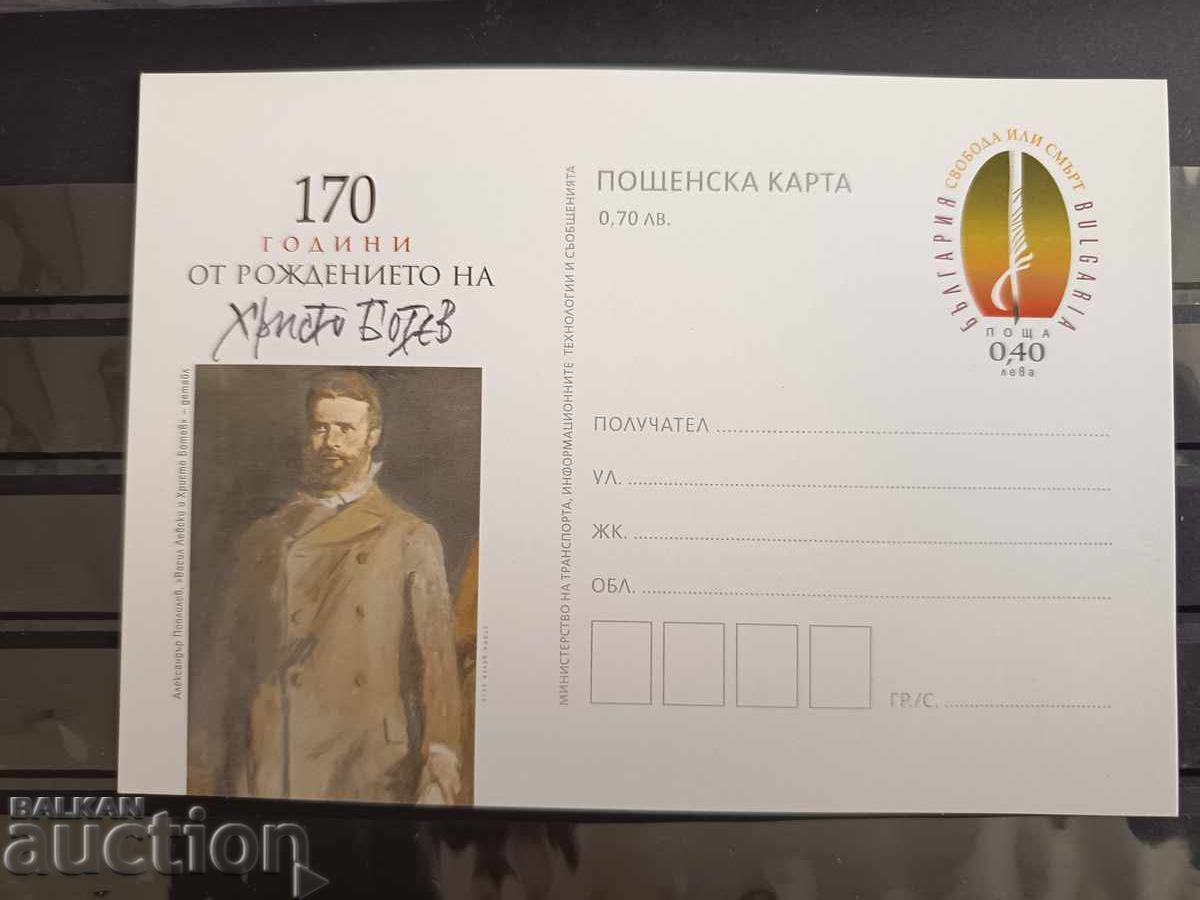 170
ГОДИНИ
ОТ РОЖДЕНИЕТО НА
Христо Ботев
Александър Поплилов, «Васил Левски и Христо Ботев» – детайл
МИНИСТЕРСТВО НА ТРАНСПОРТА, ИНФОРМАЦИОННИТЕ ТЕХНОЛОГИИ И СЪОБЩЕНИЯТА
ПОЩЕНСКА КАРТА
0,70 ЛВ.
БЪЛГАРИЯ СВОБОДА ИЛИ СМЪРТ BULGARIA
ПОЩА
0,40
лева
ПОЛУЧАТЕЛ
УЛ.
ЖК.
ОБЛ.
ГР./С.
BALKAN
auction